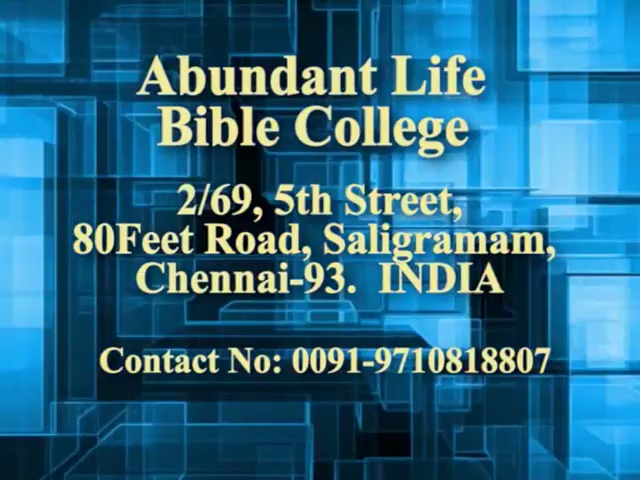 Abundant Life
Bible College
2/69, 5th Street,
80Feet Road, Saligramam,
Chennai-93. INDIA
Contact No: 0091-9710818807